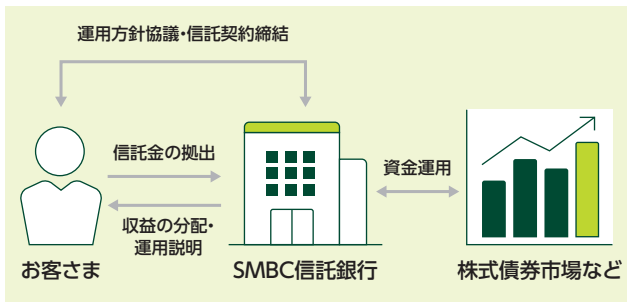 運用方針協議・信託契約締結
信託金の拠出
資金運用
収益の分配・
運用説明
お客さま
SMBC信託銀行
株式債券市場など